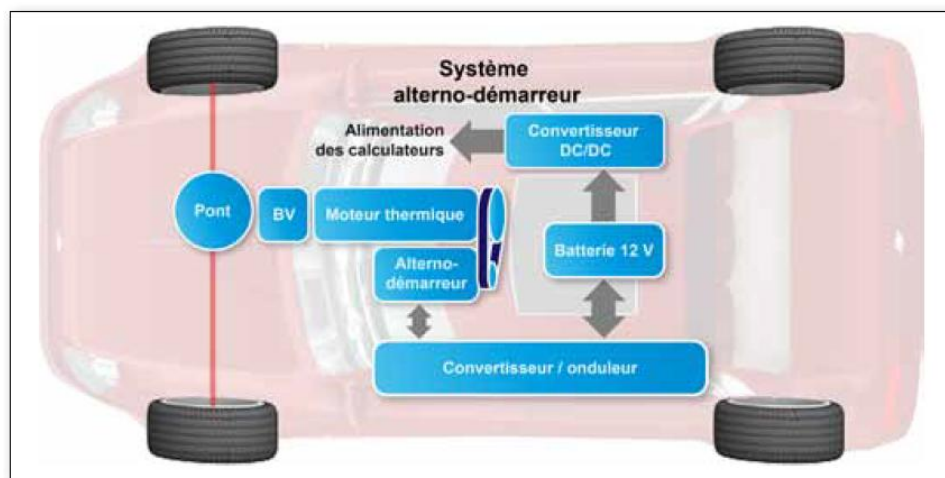 Système
alterno-démarreur
Alimentation
des calculateurs
Convertisseur
DC/DC
Pont
BV
Moteur thermique
Batterie 12 V
Alterno-
démarreur
Convertisseur / onduleur